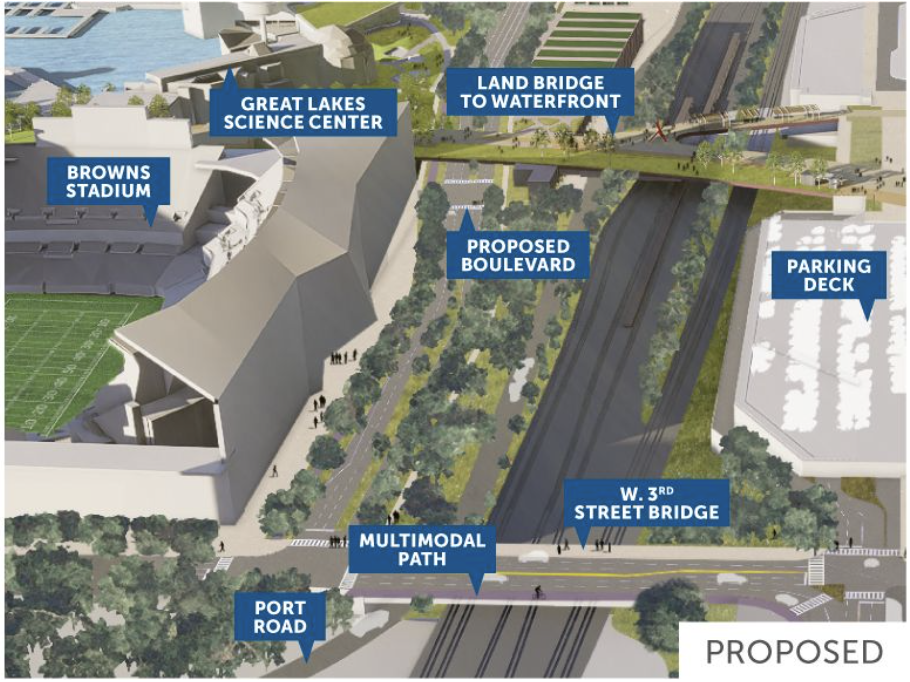 LAND BRIDGE
TO WATERFRONT
GREAT LAKES
SCIENCE CENTER
BROWNS
STADIUM
PROPOSED
BOULEVARD
PARKING
DECK
W. 3RD
STREET BRIDGE
MULTIMODAL
PATH
PORT
ROAD
PROPOSED